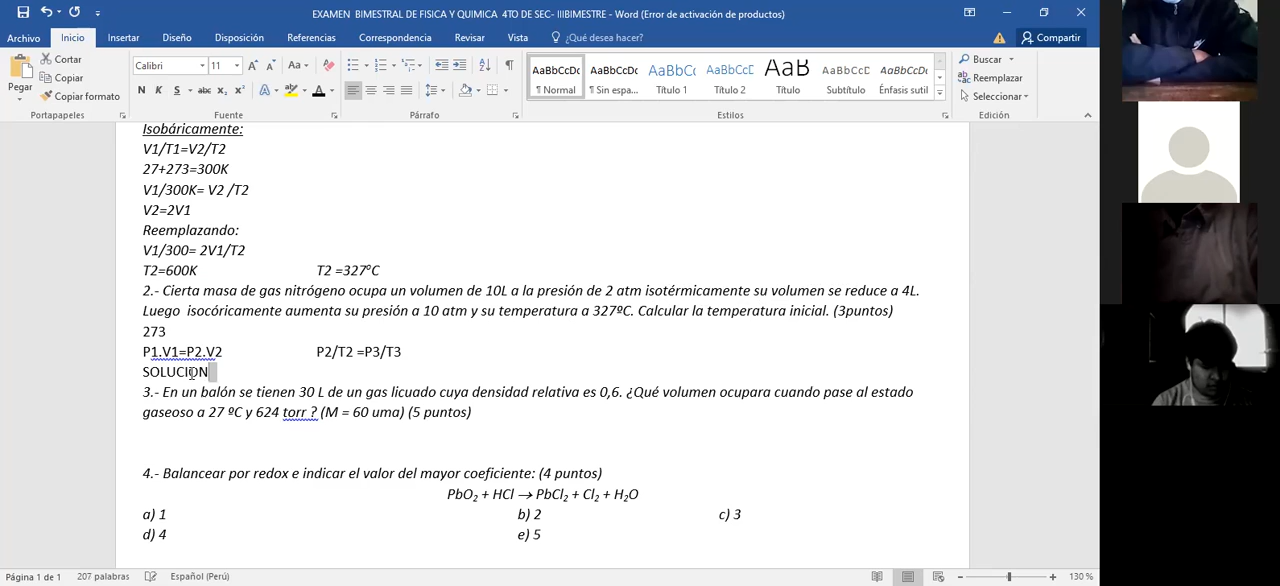 EXAMEN BIMESTRAL DE FISICA Y QUIMICA 4TO DE SEC- IIIBIMESTRE - Word (Error de activación de productos)
Archivo Inicio Insertar Diseño Disposición Referencias Correspondencia Revisar Vista ¿Qué desea hacer? Compartir
Pegar
Cortar
Copiar
Copiar formato
Portapapeles
Calibri 11
Fuente
Párrafo
AaBbCcDc AaBbCcDc AaBbCc AaBbCcE AaB AaBbCcD AaBbCcDc
¶ Normal ¶ Sin espa... Título 1 Título 2 Título Subtítulo Énfasis sutil
Estilos
Buscar
Reemplazar
Seleccionar
Edición
Isobáricamente:
V1/T1=V2/T2
27+273=300K
V1/300K= V2 /T2
V2=2V1
Reemplazando:
V1/300= 2V1/T2
T2=600K T2 =327°C
2.- Cierta masa de gas nitrógeno ocupa un volumen de 10L a la presión de 2 atm isotérmicamente su volumen se reduce a 4L.
Luego isocóricamente aumenta su presión a 10 atm y su temperatura a 327ºC. Calcular la temperatura inicial. (3puntos)
273
P1.V1=P2.V2 P2/T2 =P3/T3
SOLUCION
3.- En un balón se tienen 30 L de un gas licuado cuya densidad relativa es 0,6. ¿Qué volumen ocupara cuando pase al estado
gaseoso a 27 ºC y 624 torr ? (M = 60 uma) (5 puntos)
4.- Balancear por redox e indicar el valor del mayor coeficiente: (4 puntos)
PbO₂ + HCl → PbCl₂ + Cl₂ + H₂O
a) 1 b) 2 c) 3
d) 4 e) 5
Página 1 de 1 207 palabras Español (Perú) 130 %